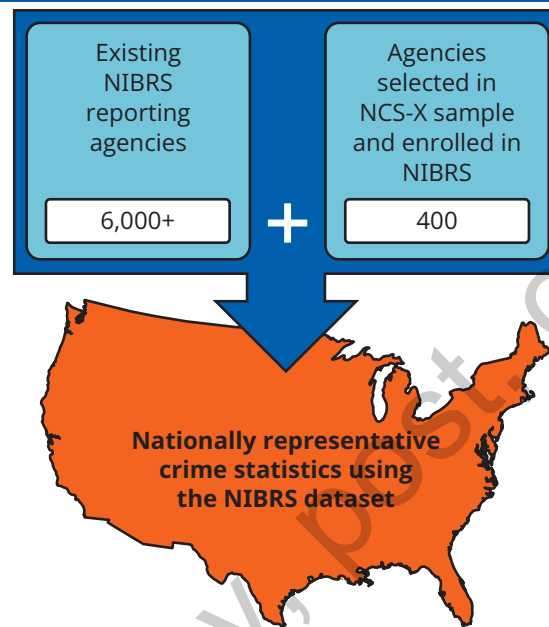 Existing
NIBRS
reporting
agencies
6,000+
+
Agencies
selected in
NCS-X sample
and enrolled in
NIBRS
400
Nationally representative
crime statistics using
the NIBRS dataset
post,